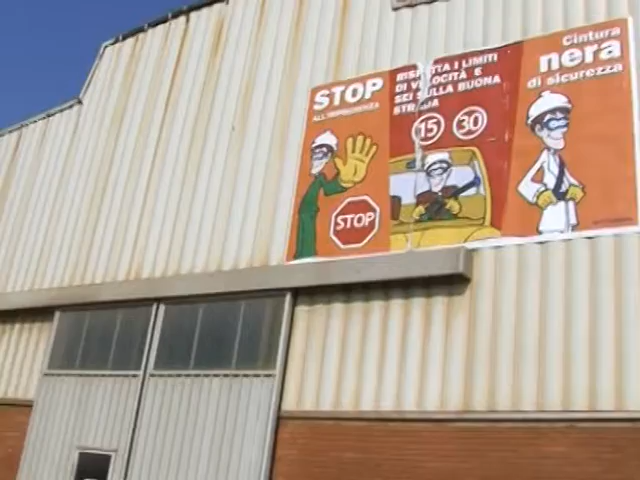 STOP
ALL'IMPRUDENZA
STOP
RISPETTA I LIMITI
DI VELOCITÀ E
SEI SULLA BUONA
STRADA
15 30
Cintura
nera
di sicurezza